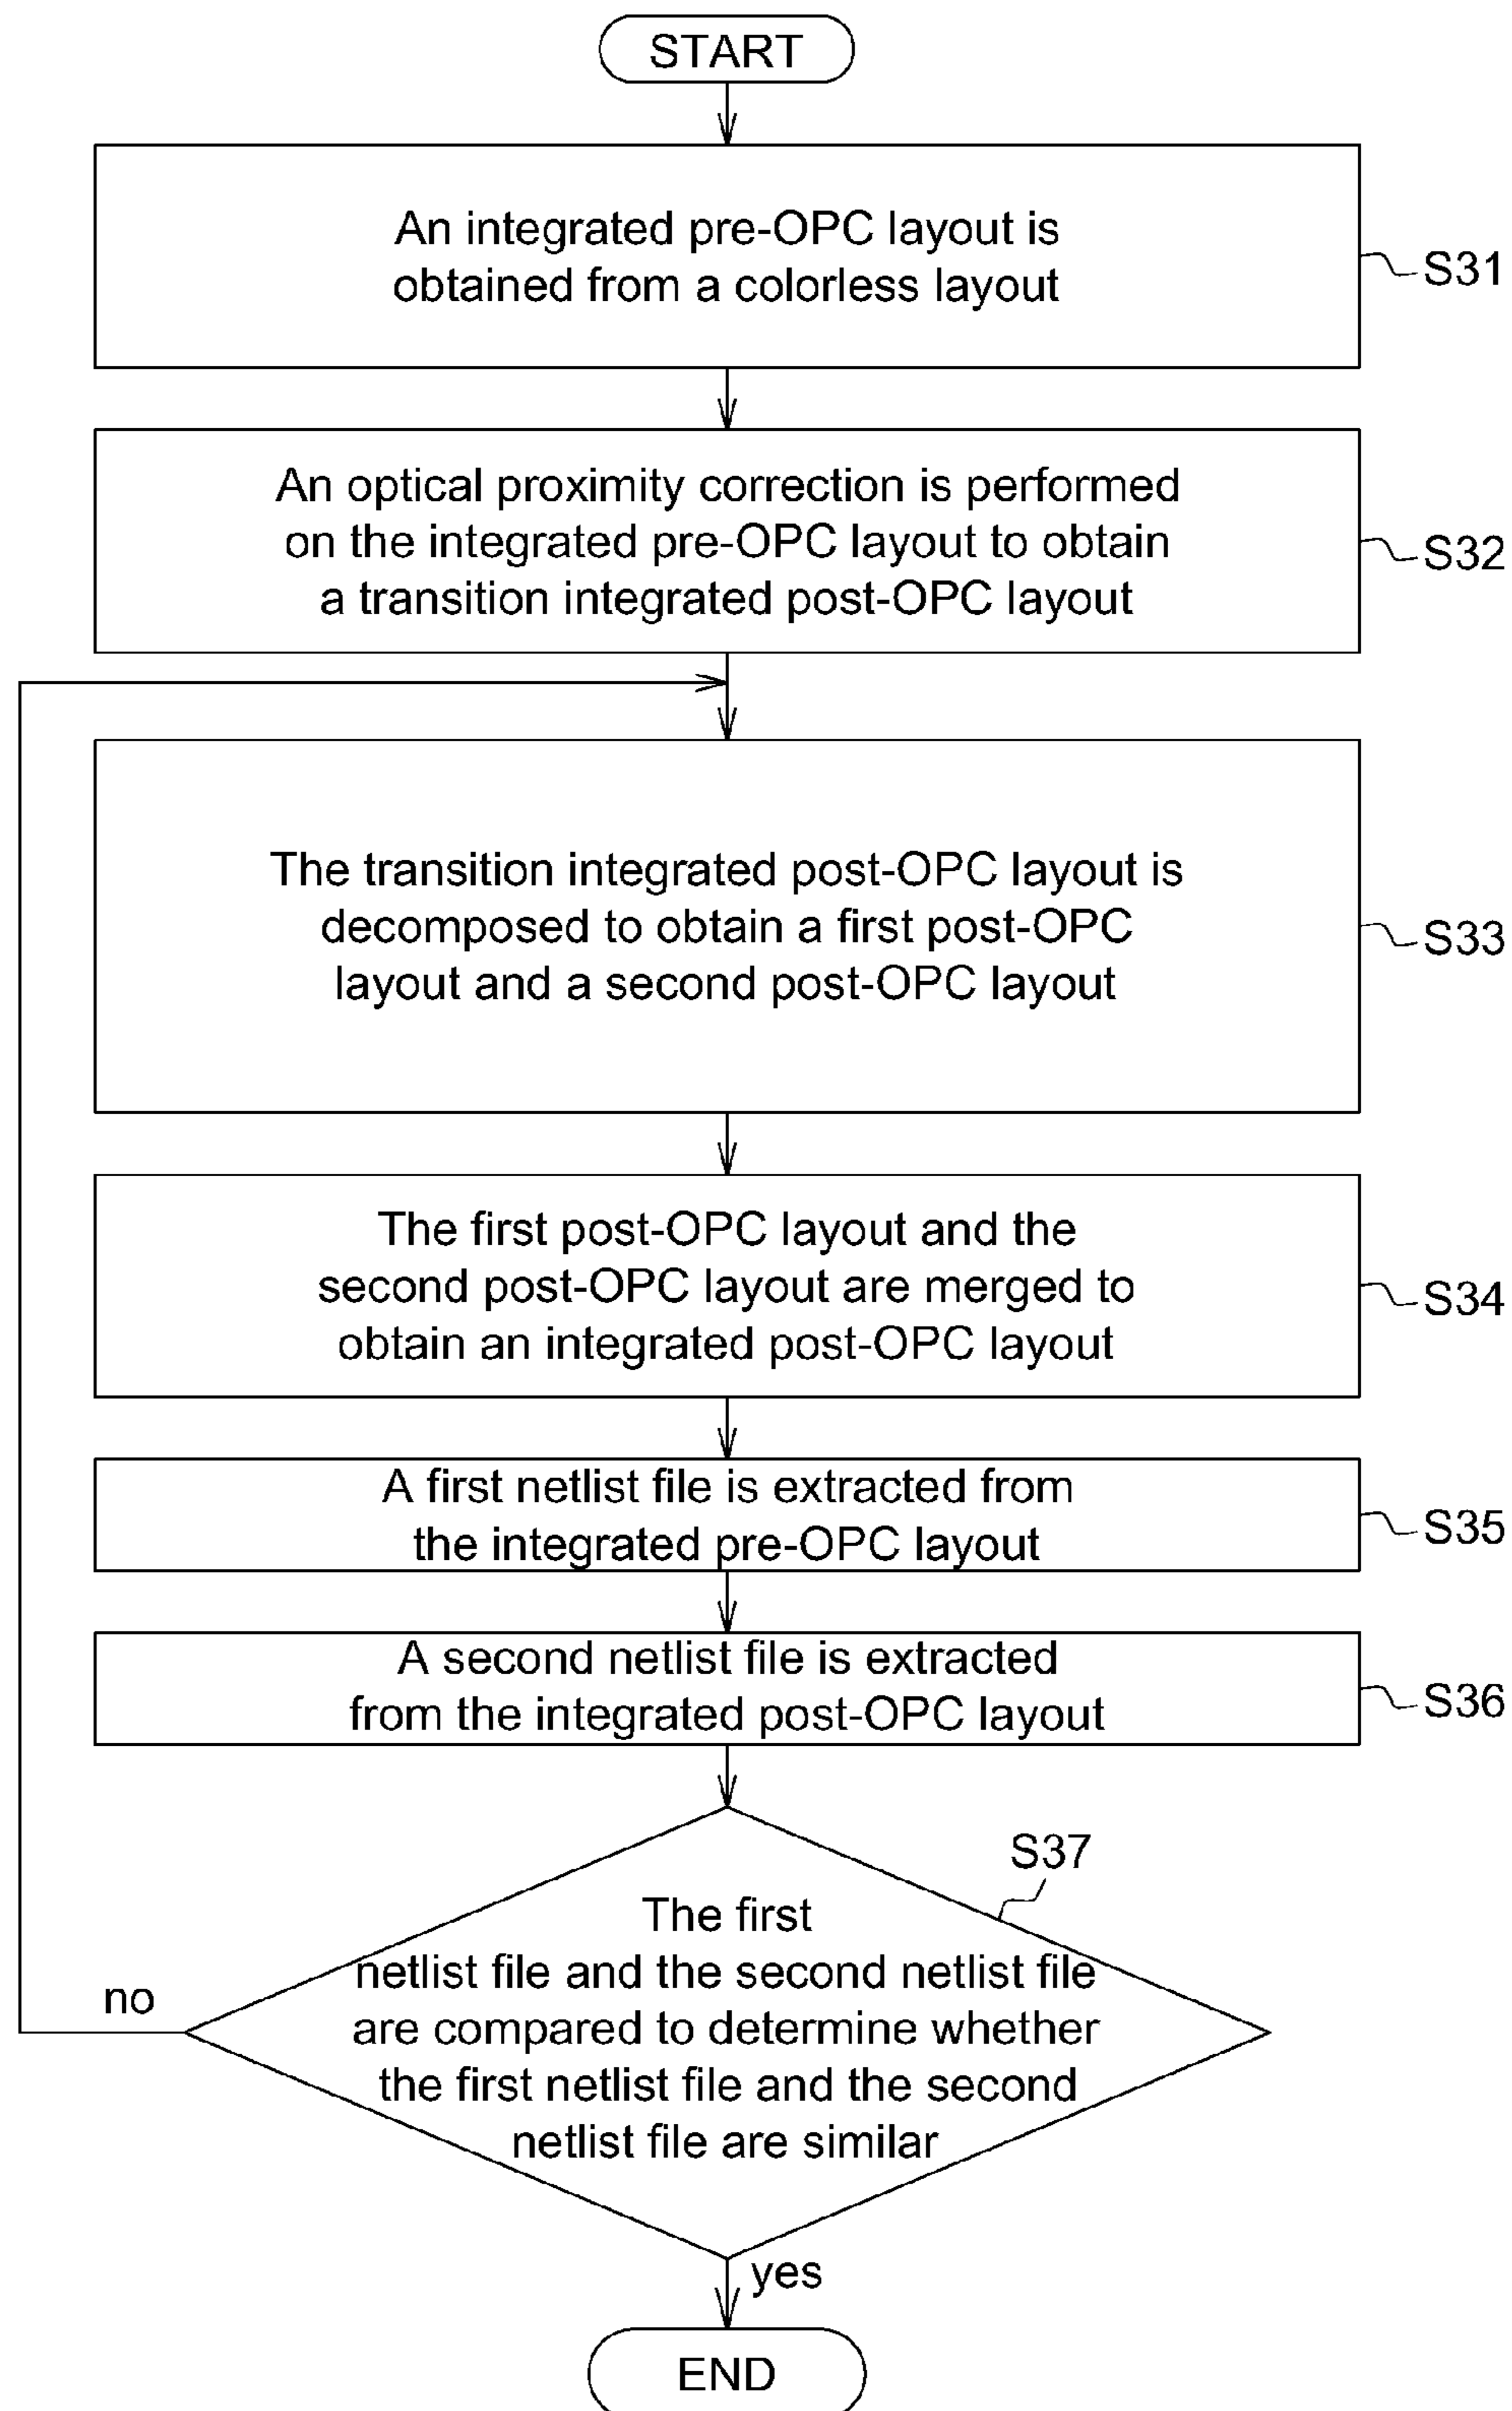 START
An integrated pre-OPC layout is
obtained from a colorless layout
S31
An optical proximity correction is performed
on the integrated pre-OPC layout to obtain
a transition integrated post-OPC layout
S32
The transition integrated post-OPC layout is
decomposed to obtain a first post-OPC
layout and a second post-OPC layout
S33
The first post-OPC layout and the
second post-OPC layout are merged to
obtain an integrated post-OPC layout
S34
A first netlist file is extracted from
the integrated pre-OPC layout
S35
A second netlist file is extracted
from the integrated post-OPC layout
S36
S37
The first
netlist file and the second netlist file
are compared to determine whether
the first netlist file and the second
netlist file are similar
no
yes
END